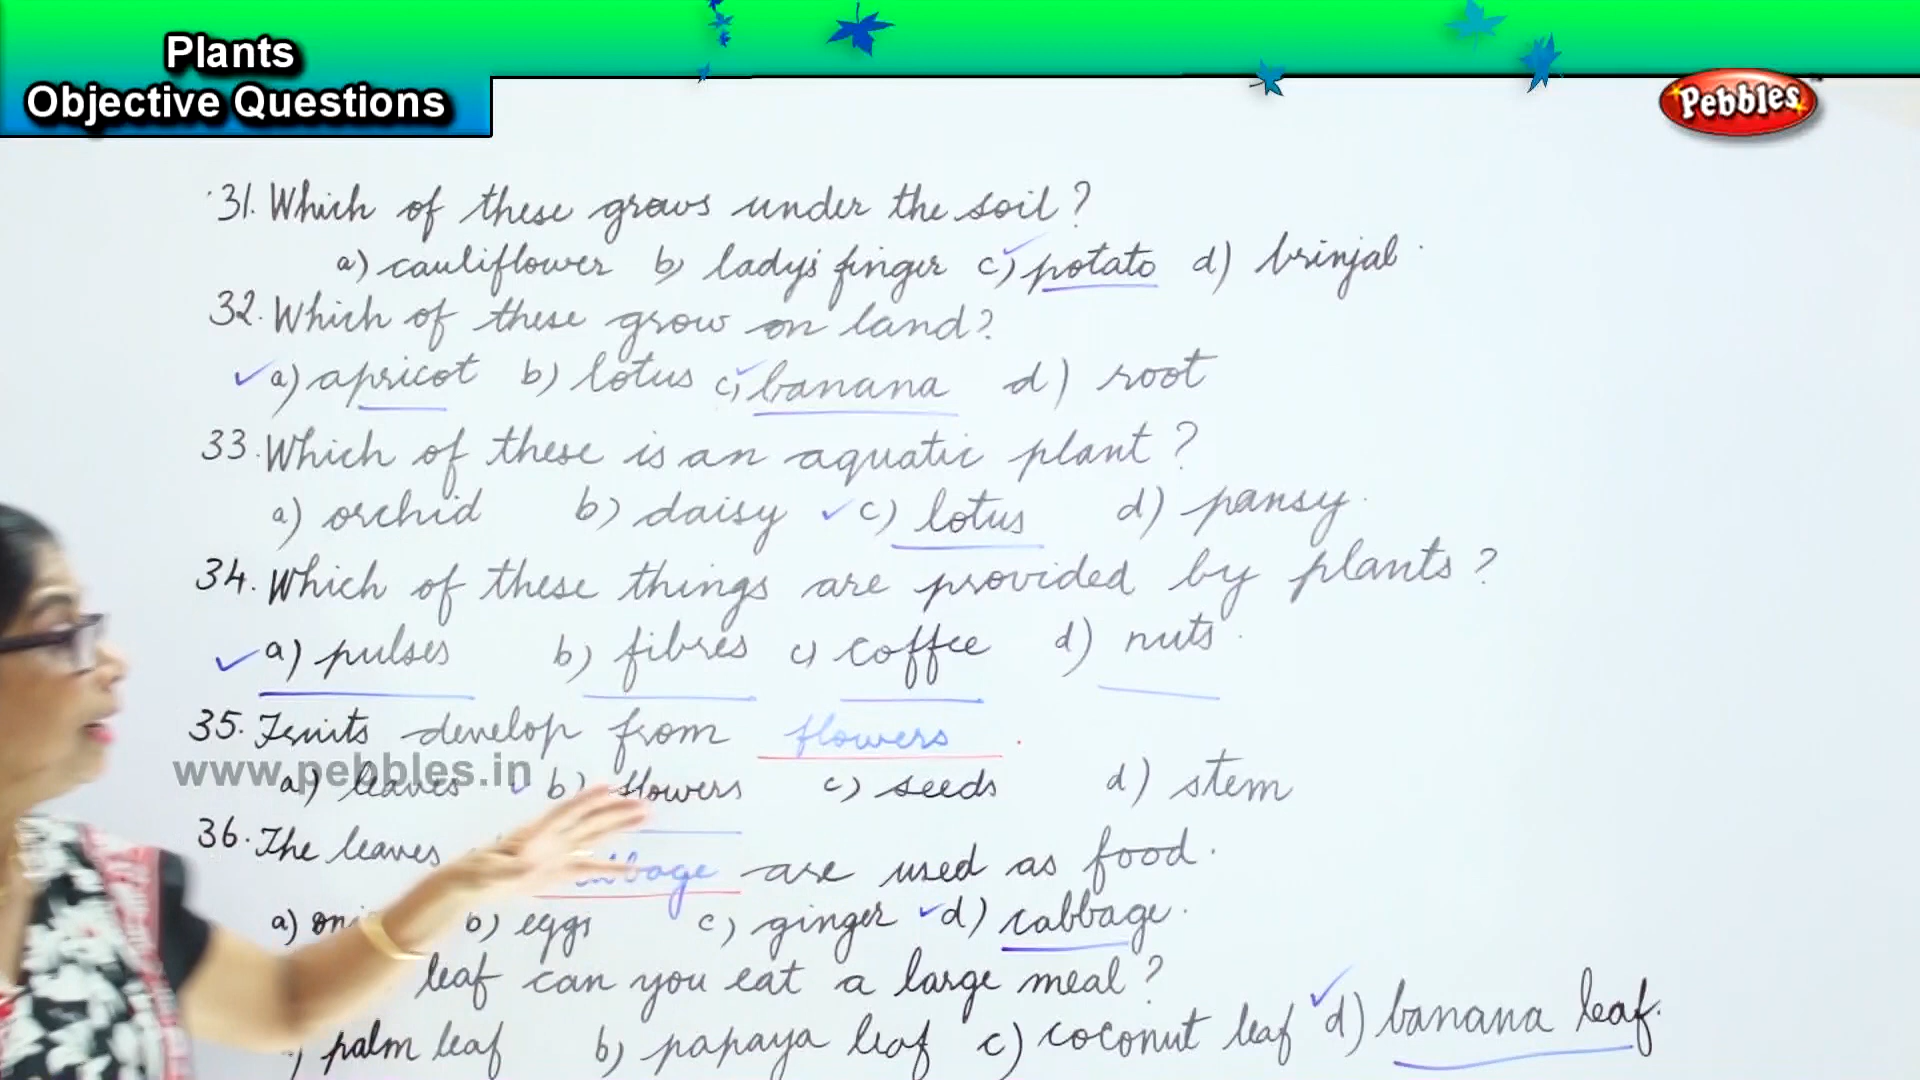 Plants
Objective Questions
Pebbles
31. Which of these grows under the soil?
a) cauliflower b) lady's finger c) potato d) brinjal
32. Which of these grow on land?
a) apricot b) lotus c) banana d) root
33. Which of these is an aquatic plant?
a) orchid b) daisy c) lotus d) pansy.
34. Which of these things are provided by plants?
a) pulses b) fibres c) coffee d) nuts.
35. Fruits develop from flowers.
www.pebbles.in
a) leaves b) flowers c) seeds d) stem
36. The leaves are used as food.
a) b) eggs c) ginger d) cabbage.
leaf can you eat a large meal?
palm leaf b) papaya leaf c) coconut leaf d) banana leaf.